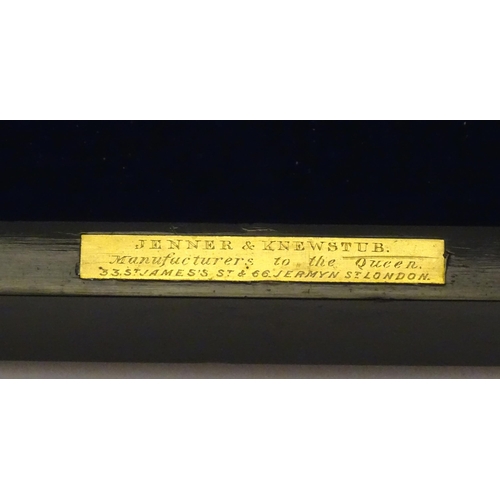 JENNER & KNEWSTUB.
Manufacturers to the Queen.
33. ST JAMES'S ST & 66. JERMYN ST LONDON.